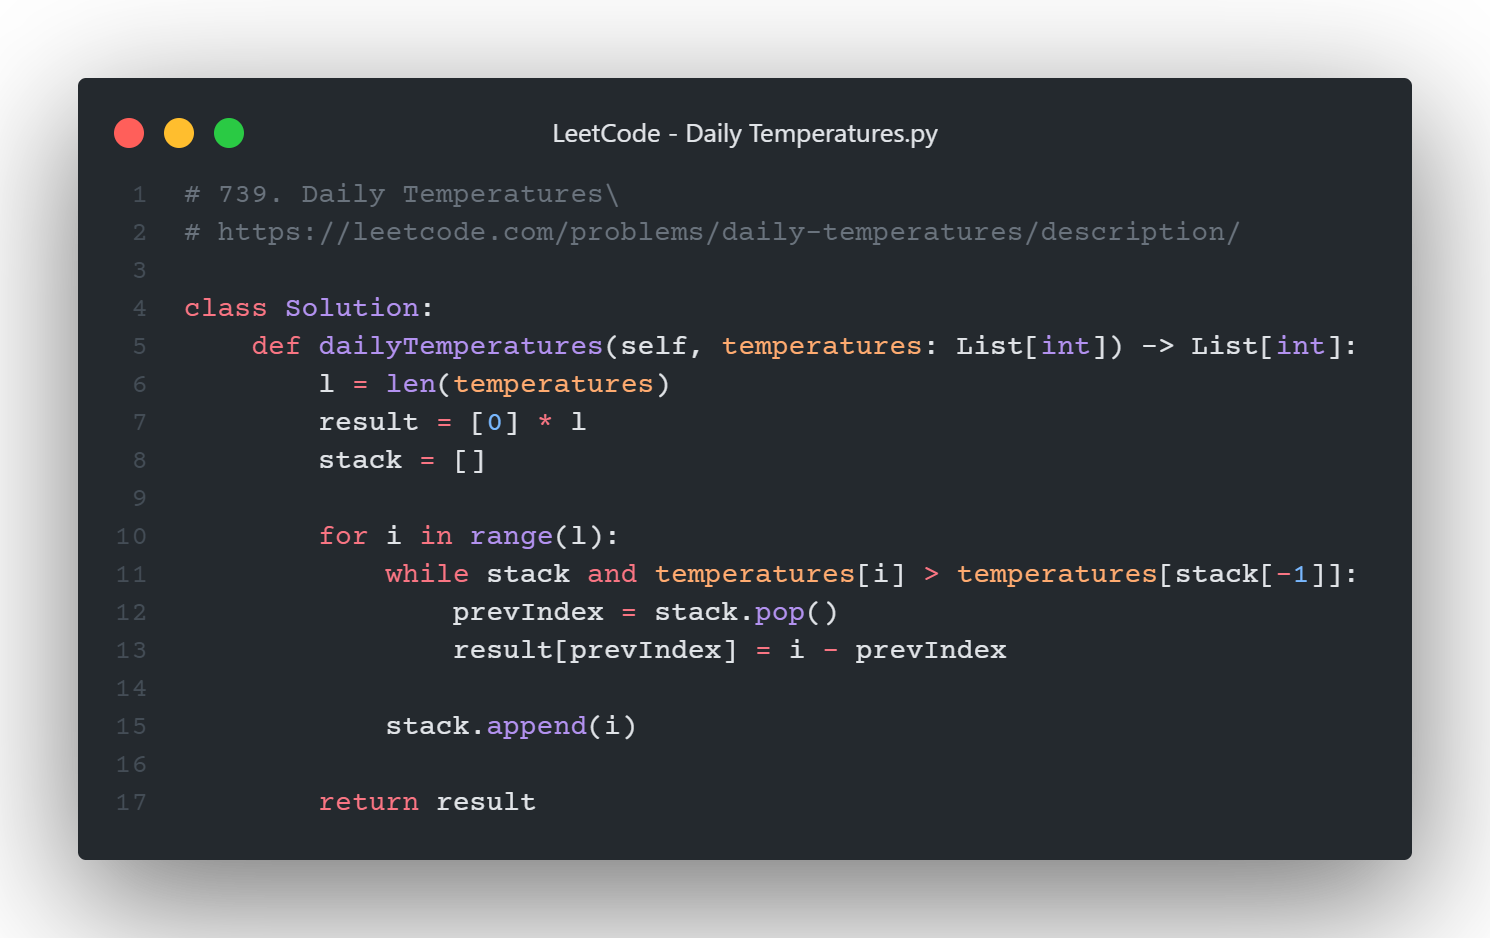 LeetCode - Daily Temperatures.py
1 # 739. Daily Temperatures\
2 # https://leetcode.com/problems/daily-temperatures/description/
3
4 class Solution:
5     def dailyTemperatures(self, temperatures: List[int]) -> List[int]:
6         l = len(temperatures)
7         result = [0] * l
8         stack = []
9
10         for i in range(l):
11             while stack and temperatures[i] > temperatures[stack[-1]]:
12                 prevIndex = stack.pop()
13                 result[prevIndex] = i - prevIndex
14
15             stack.append(i)
16
17         return result